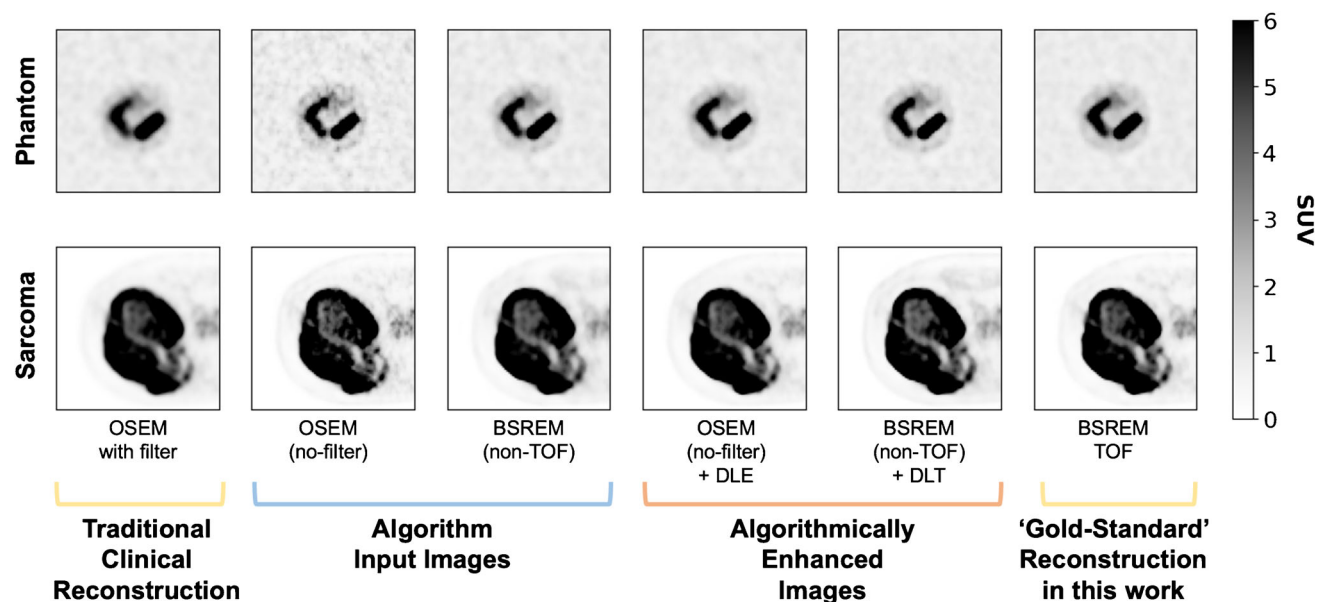 Phantom
Sarcoma
6
5
4
3
2
1
0
SUV
OSEM
with filter
OSEM
(no-filter)
BSREM
(non-TOF)
OSEM
(no-filter)
+ DLE
BSREM
(non-TOF)
+ DLT
BSREM
TOF
Traditional
Clinical
Reconstruction
Algorithm
Input Images
Algorithmically
Enhanced
Images
‘Gold-Standard’
Reconstruction
in this work